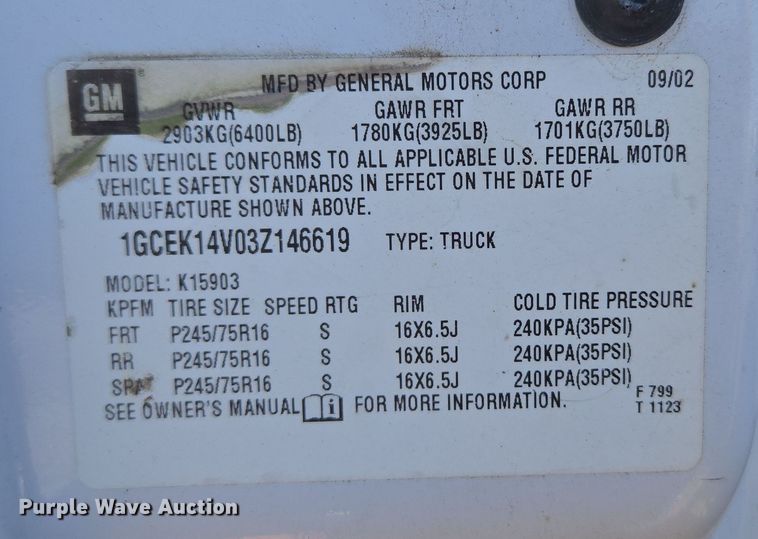 GM
MFD BY GENERAL MOTORS CORP 09/02
GVWR GAWR FRT GAWR RR
2903KG(6400LB) 1780KG(3925LB) 1701KG(3750LB)
THIS VEHICLE CONFORMS TO ALL APPLICABLE U.S. FEDERAL MOTOR
VEHICLE SAFETY STANDARDS IN EFFECT ON THE DATE OF
MANUFACTURE SHOWN ABOVE.
1GCEK14V03Z146619 TYPE: TRUCK
MODEL: K15903
KPFM TIRE SIZE SPEED RTG RIM COLD TIRE PRESSURE
FRT P245/75R16 S 16X6.5J 240KPA(35PSI)
RR P245/75R16 S 16X6.5J 240KPA(35PSI)
SPA P245/75R16 S 16X6.5J 240KPA(35PSI)
SEE OWNER'S MANUAL i FOR MORE INFORMATION.
F 799
T 1123
Purple Wave Auction